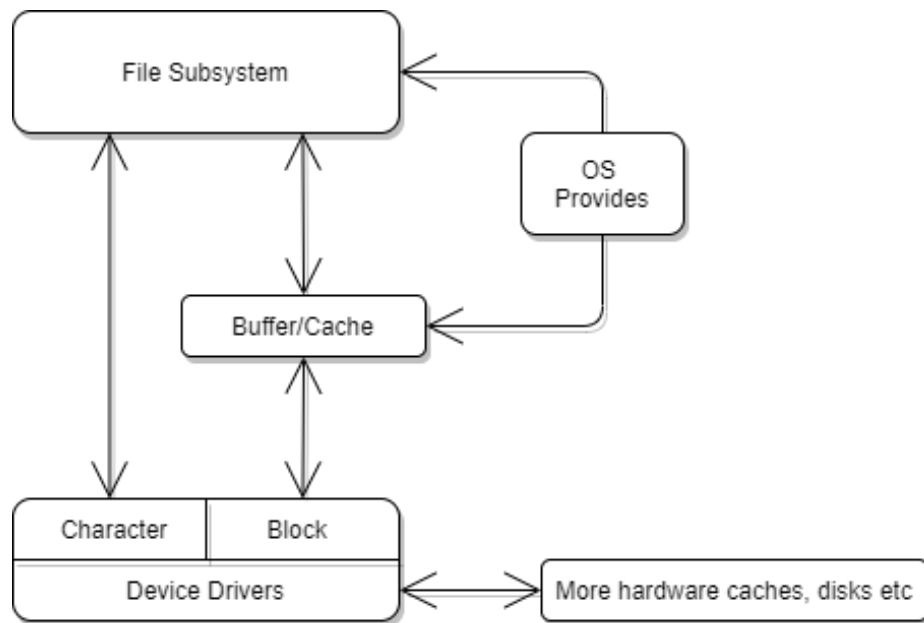 File Subsystem
OS
Provides
Buffer/Cache
Character
Block
Device Drivers
More hardware caches, disks etc